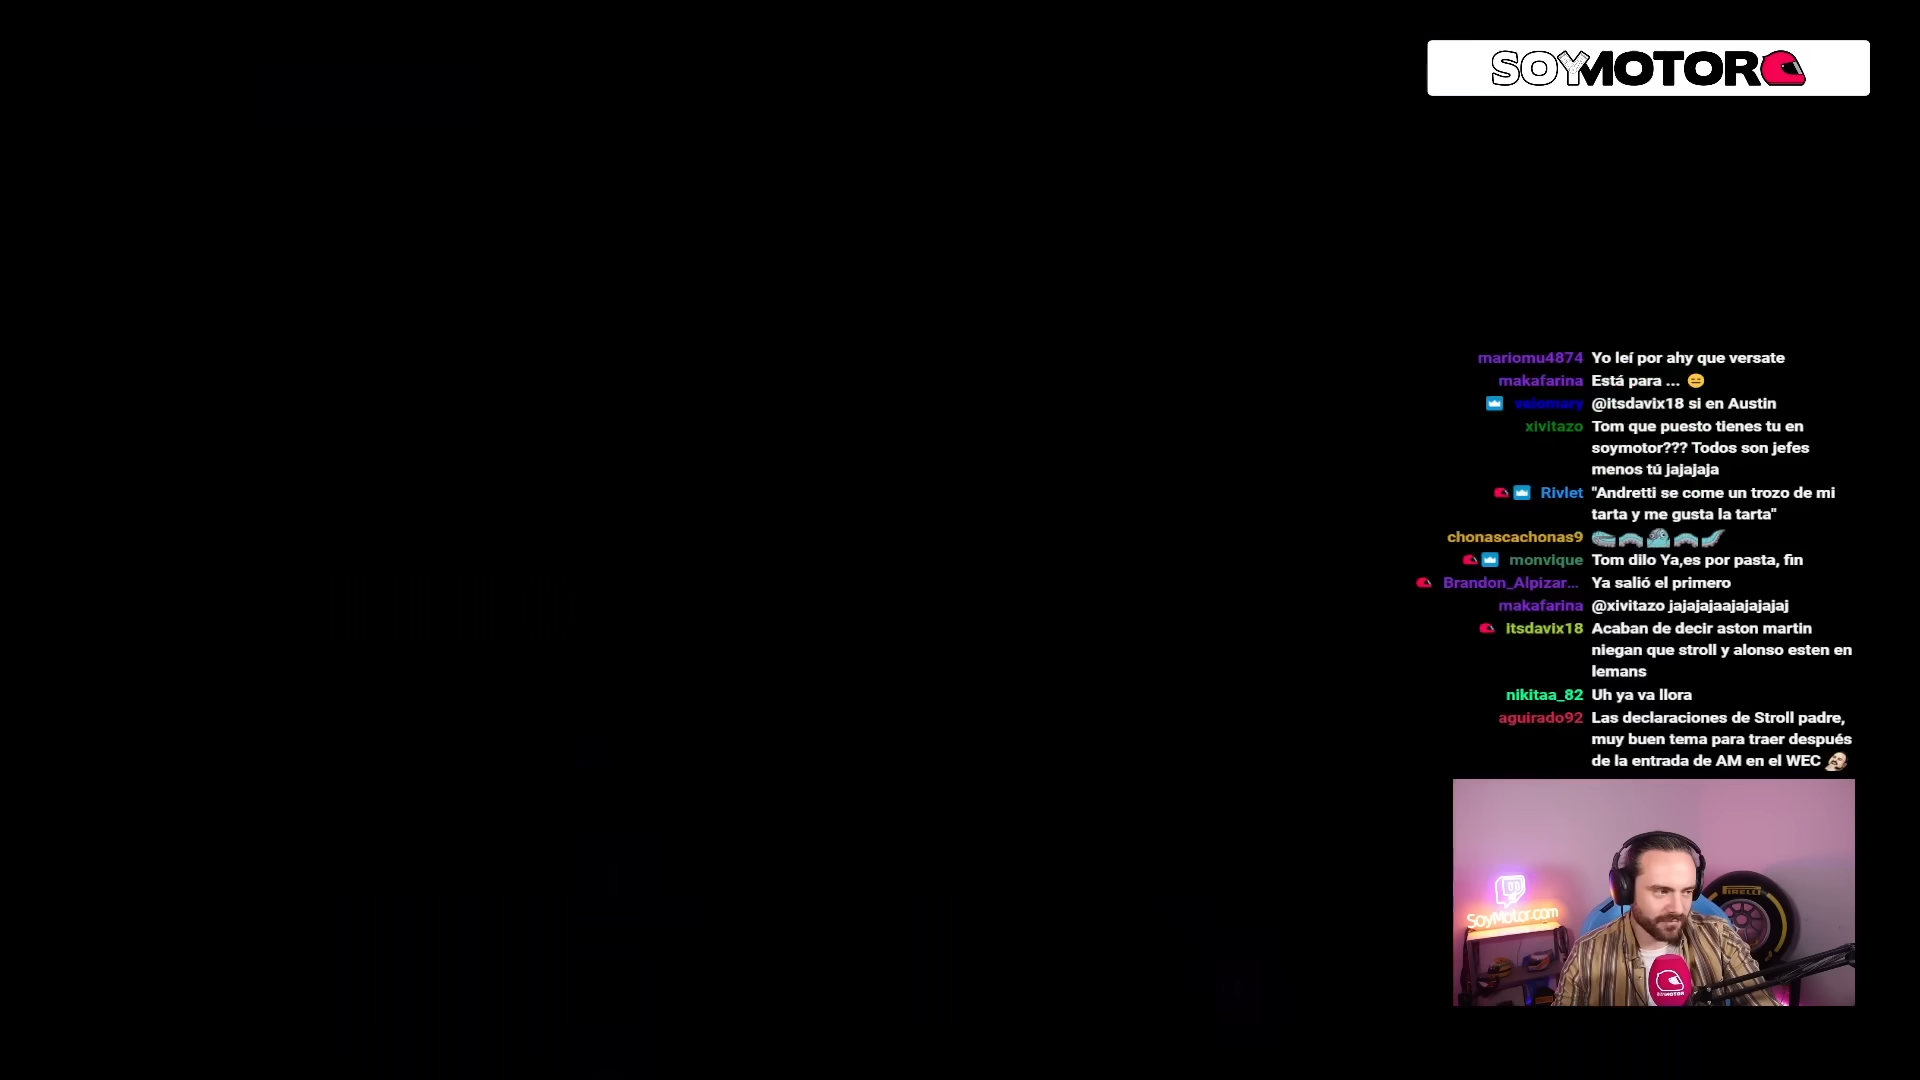 SOYMOTOR
mariomu4874 Yo leí por ahy que versate
makafarina Está para ... 😑
velomary @itsdavix18 si en Austin
xivitazo Tom que puesto tienes tu en
soymotor??? Todos son jefes
menos tú jajajaja
Rivlet "Andretti se come un trozo de mi
tarta y me gusta la tarta"
chonascachonas9
monvique Tom dilo Ya,es por pasta, fin
Brandon_Alpizar... Ya salió el primero
makafarina @xivitazo jajajajaajajajajaj
itsdavix18 Acaban de decir aston martin
niegan que stroll y alonso esten en
lemans
nikitaa_82 Uh ya va llora
aguirado92 Las declaraciones de Stroll padre,
muy buen tema para traer después
de la entrada de AM en el WEC
PIRELLI
SoyMotor.com